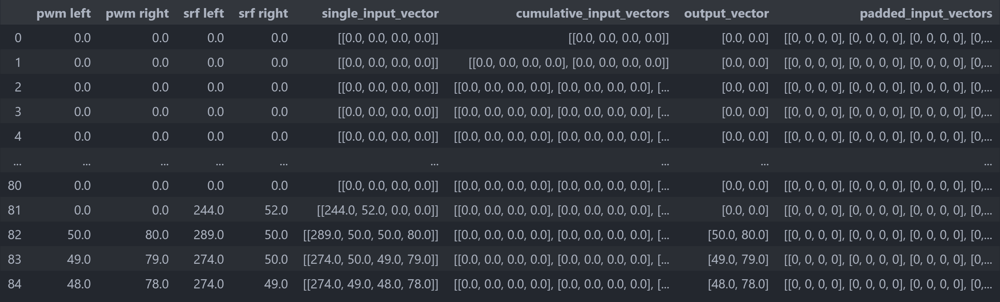 pwm left pwm right srf left srf right single_input_vector cumulative_input_vectors output_vector padded_input_vectors
0 0.0 0.0 0.0 0.0 [[0.0, 0.0, 0.0, 0.0]] [[0.0, 0.0, 0.0, 0.0]] [0.0, 0.0] [[0, 0, 0, 0], [0, 0, 0, 0], [0, 0, 0, 0], [0,...
1 0.0 0.0 0.0 0.0 [[0.0, 0.0, 0.0, 0.0]] [[0.0, 0.0, 0.0, 0.0], [0.0, 0.0, 0.0, 0.0]] [0.0, 0.0] [[0, 0, 0, 0], [0, 0, 0, 0], [0, 0, 0, 0], [0,...
2 0.0 0.0 0.0 0.0 [[0.0, 0.0, 0.0, 0.0]] [[0.0, 0.0, 0.0, 0.0], [0.0, 0.0, 0.0, 0.0], [... [0.0, 0.0] [[0, 0, 0, 0], [0, 0, 0, 0], [0, 0, 0, 0], [0,...
3 0.0 0.0 0.0 0.0 [[0.0, 0.0, 0.0, 0.0]] [[0.0, 0.0, 0.0, 0.0], [0.0, 0.0, 0.0, 0.0], [... [0.0, 0.0] [[0, 0, 0, 0], [0, 0, 0, 0], [0, 0, 0, 0], [0,...
4 0.0 0.0 0.0 0.0 [[0.0, 0.0, 0.0, 0.0]] [[0.0, 0.0, 0.0, 0.0], [0.0, 0.0, 0.0, 0.0], [... [0.0, 0.0] [[0, 0, 0, 0], [0, 0, 0, 0], [0, 0, 0, 0], [0,...
... ... ... ... ... ... ... ... ...
80 0.0 0.0 0.0 0.0 [[0.0, 0.0, 0.0, 0.0]] [[0.0, 0.0, 0.0, 0.0], [0.0, 0.0, 0.0, 0.0], [... [0.0, 0.0] [[0, 0, 0, 0], [0, 0, 0, 0], [0, 0, 0, 0], [0,...
81 0.0 0.0 244.0 52.0 [[244.0, 52.0, 0.0, 0.0]] [[0.0, 0.0, 0.0, 0.0], [0.0, 0.0, 0.0, 0.0], [... [0.0, 0.0] [[0, 0, 0, 0], [0, 0, 0, 0], [0, 0, 0, 0], [0,...
82 50.0 80.0 289.0 50.0 [[289.0, 50.0, 50.0, 80.0]] [[0.0, 0.0, 0.0, 0.0], [0.0, 0.0, 0.0, 0.0], [... [50.0, 80.0] [[0, 0, 0, 0], [0, 0, 0, 0], [0, 0, 0, 0], [0,...
83 49.0 79.0 274.0 50.0 [[274.0, 50.0, 49.0, 79.0]] [[0.0, 0.0, 0.0, 0.0], [0.0, 0.0, 0.0, 0.0], [... [49.0, 79.0] [[0, 0, 0, 0], [0, 0, 0, 0], [0, 0, 0, 0], [0,...
84 48.0 78.0 274.0 49.0 [[274.0, 49.0, 48.0, 78.0]] [[0.0, 0.0, 0.0, 0.0], [0.0, 0.0, 0.0, 0.0], [... [48.0, 78.0] [[0, 0, 0, 0], [0, 0, 0, 0], [0, 0, 0, 0], [0,...